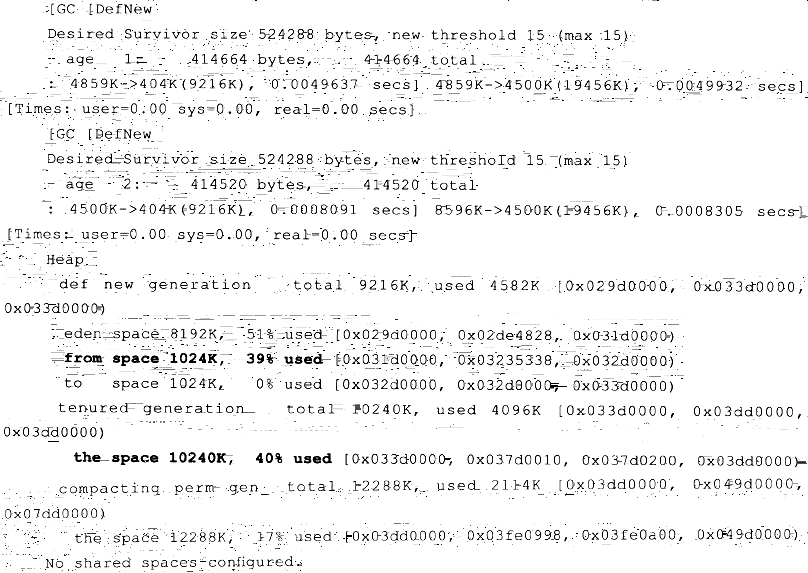 [GC [DefNew
Desired Survivor size 524288 bytes, new threshold 15 (max 15)
- age 1: 414664 bytes, 414664 total
: 4859K->404K(9216K), 0.0049637 secs] 4859K->4500K(19456K), 0.0049932 secs]
[Times: user=0.00 sys=0.00, real=0.00 secs]
[GC [DefNew
Desired Survivor size 524288 bytes, new threshold 15 (max 15)
- age 2: 414520 bytes, 414520 total
: 4500K->404K(9216K), 0.0008091 secs] 8596K->4500K(19456K), 0.0008305 secs]
[Times: user=0.00 sys=0.00, real=0.00 secs]
Heap
def new generation total 9216K, used 4582K [0x029d0000, 0x033d0000,
0x033d0000)
eden space 8192K, 51% used [0x029d0000, 0x02de4828, 0x031d0000)
from space 1024K, 39% used [0x031d0000, 0x03235338, 0x032d0000)
to space 1024K, 0% used [0x032d0000, 0x032d0000, 0x033d0000)
tenured generation total 10240K, used 4096K [0x033d0000, 0x03dd0000,
0x03dd0000)
the space 10240K, 40% used [0x033d0000, 0x037d0010, 0x037d0200, 0x03dd0000)
compacting perm gen total 12288K, used 2114K [0x03dd0000, 0x049d0000,
0x07dd0000)
the space 12288K, 17% used [0x03dd0000, 0x03fe0998, 0x03fe0a00, 0x049d0000)
No shared spaces configured.